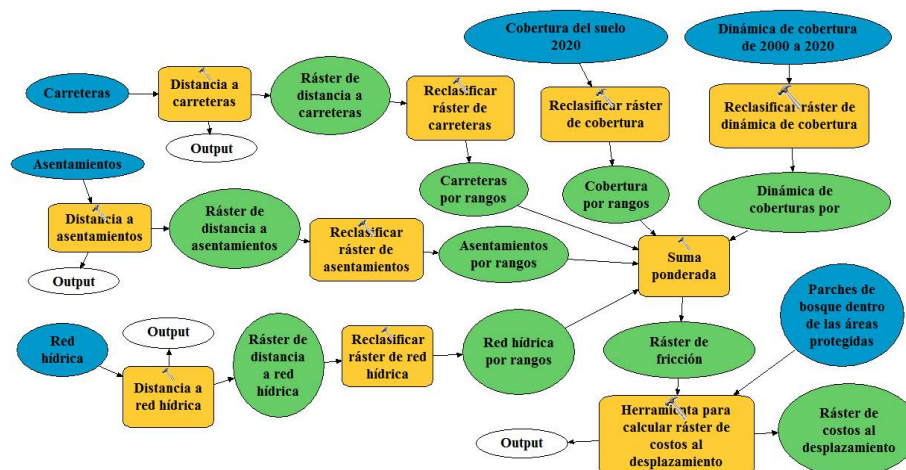 Cobertura del suelo
2020
Dinámica de cobertura
de 2000 a 2020
Carreteras
Distancia a
carreteras
Ráster de
distancia a
carreteras
Reclasificar
ráster de
carreteras
Reclasificar ráster
de cobertura
Reclasificar ráster de
dinámica de cobertura
Output
Asentamientos
Carreteras
por rangos
Cobertura
por rangos
Dinámica de
coberturas por
Distancia a
asentamientos
Ráster de
distancia a
asentamientos
Reclasificar
ráster de
asentamientos
Asentamientos
por rangos
Suma
ponderada
Output
Parches de
bosque dentro
de las áreas
protegidas
Output
Red
hídrica
Distancia a
red hídrica
Ráster de
distancia
a red
hídrica
Reclasificar
ráster de red
hídrica
Red hídrica
por rangos
Ráster de
fricción
Herramienta para
calcular ráster de
costos al
desplazamiento
Output
Ráster de
costos al
desplazamiento